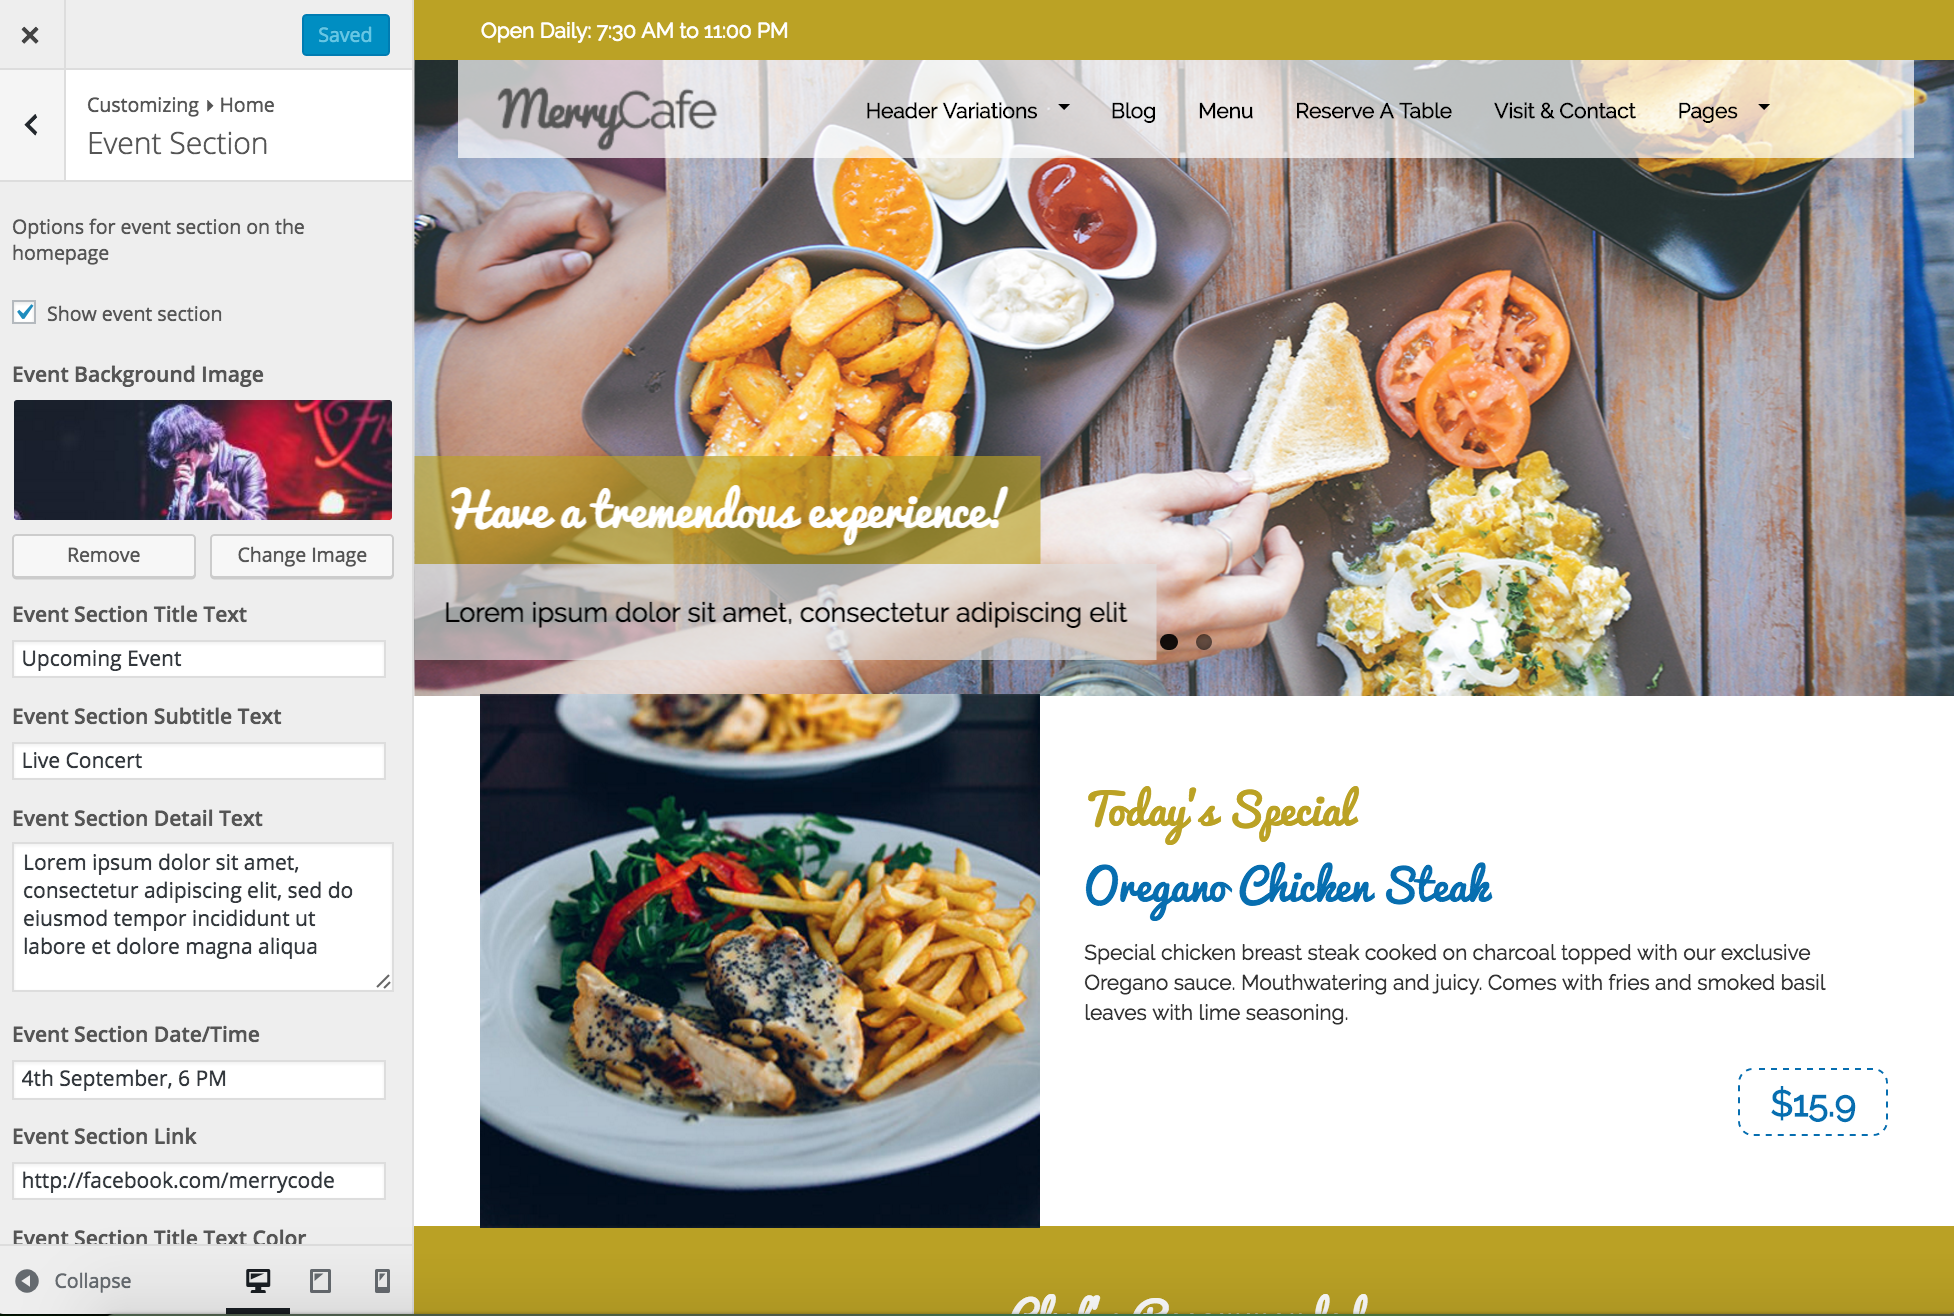 Saved
Customizing Home
Event Section
Options for event section on the
homepage
Show event section
Event Background Image
Remove
Change Image
Event Section Title Text
Upcoming Event
Event Section Subtitle Text
Live Concert
Event Section Detail Text
Lorem ipsum dolor sit amet,
consectetur adipiscing elit, sed do
eiusmod tempor incididunt ut
labore et dolore magna aliqua
Event Section Date/Time
4th September, 6 PM
Event Section Link
http://facebook.com/merrycode
Event Section Title Text Color
Collapse
Open Daily: 7:30 AM to 11:00 PM
MerryCafe
Header Variations
Blog
Menu
Reserve A Table
Visit & Contact
Pages
Have a tremendous experience!
Lorem ipsum dolor sit amet, consectetur adipiscing elit
Today's Special
Oregano Chicken Steak
Special chicken breast steak cooked on charcoal topped with our exclusive
Oregano sauce. Mouthwatering and juicy. Comes with fries and smoked basil
leaves with lime seasoning.
$15.9